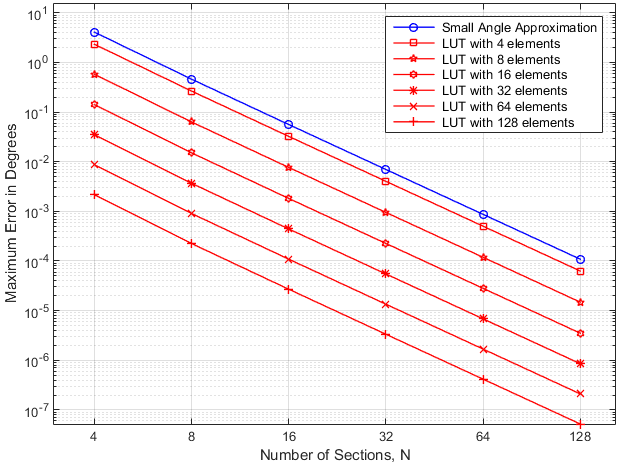 Small Angle Approximation
LUT with 4 elements
LUT with 8 elements
LUT with 16 elements
LUT with 32 elements
LUT with 64 elements
LUT with 128 elements
Maximum Error in Degrees
10^1
10^0
10^-1
10^-2
10^-3
10^-4
10^-5
10^-6
10^-7
4 8 16 32 64 128
Number of Sections, N